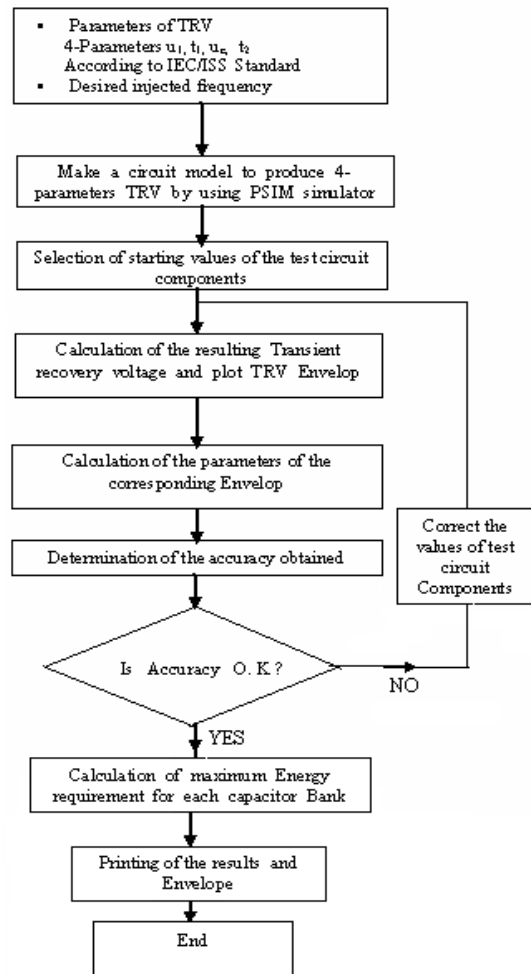 ▪ Parameters of TRV
4-Parameters u₁, t₁, u꜀, t₂
According to IEC/ISS Standard
▪ Desired injected frequency
Make a circuit model to produce 4-
parameters TRV by using PSIM simulator
Selection of starting values of the test circuit
components
Calculation of the resulting Transient
recovery voltage and plot TRV Envelop
Calculation of the parameters of the
corresponding Envelop
Determination of the accuracy obtained
Correct the
values of test
circuit
Components
Is Accuracy O.K?
NO
YES
Calculation of maximum Energy
requirement for each capacitor Bank
Printing of the results and
Envelope
End